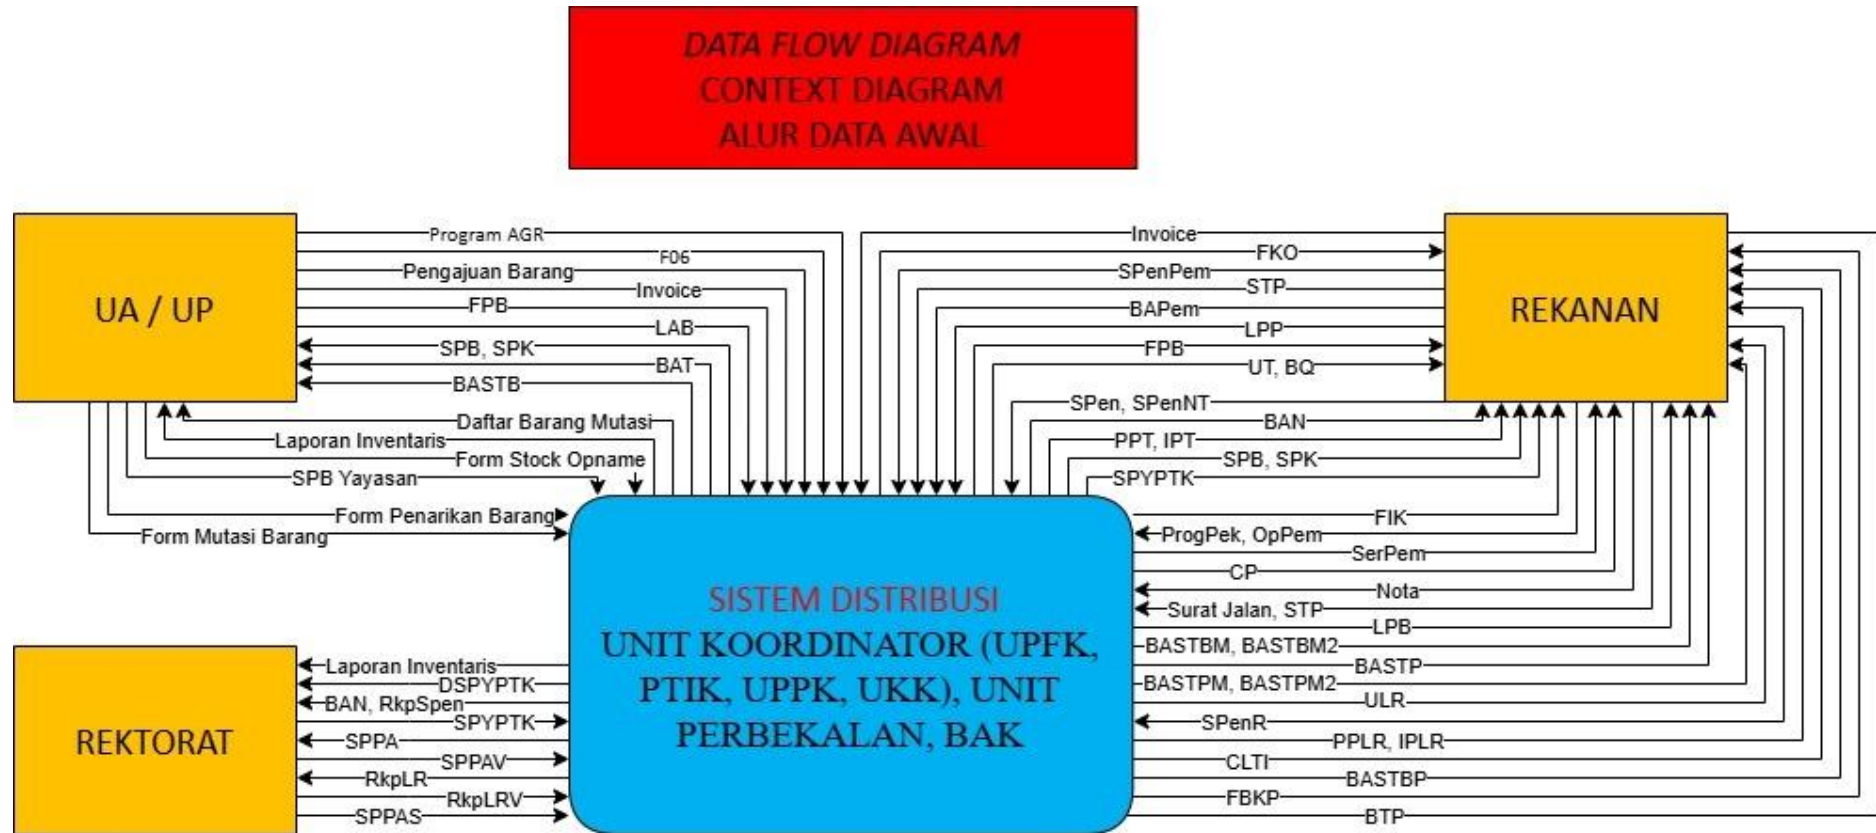 DATA FLOW DIAGRAM
CONTEXT DIAGRAM
ALUR DATA AWAL
UA / UP
Program AGR
F06
Pengajuan Barang
Invoice
FPB
LAB
SPB, SPK
BAT
BASTB
Daftar Barang Mutasi
Laporan Inventaris
Form Stock Opname
SPB Yayasan
Form Penarikan Barang
Form Mutasi Barang
REKANAN
Invoice
FKO
SPenPem
STP
BAPem
LPP
FPB
UT, BQ
SPen, SPenNT
BAN
PPT, IPT
SPB, SPK
SPYPTK
FIK
ProgPek, OpPem
SerPem
CP
Nota
Surat Jalan, STP
LPB
BASTBM, BASTBM2
BASTP
BASTPM, BASTPM2
ULR
SPenR
PPLR, IPLR
CLTI
BASTBP
FBKP
BTP
SISTEM DISTRIBUSI
UNIT KOORDINATOR (UPFK,
PTIK, UPPK, UKK), UNIT
PERBEKALAN, BAK
REKTORAT
Laporan Inventaris
DSPYPTK
BAN, RkpSpen
SPYPTK
SPPA
SPPAV
RkpLR
RkpLRV
SPPAS